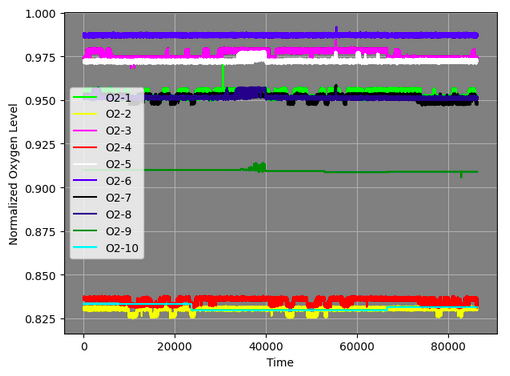 1.000
0.975
0.950
0.925
0.900
0.875
0.850
0.825
Normalized Oxygen Level
O2-1
O2-2
O2-3
O2-4
O2-5
O2-6
O2-7
O2-8
O2-9
O2-10
0
20000
40000
60000
80000
Time